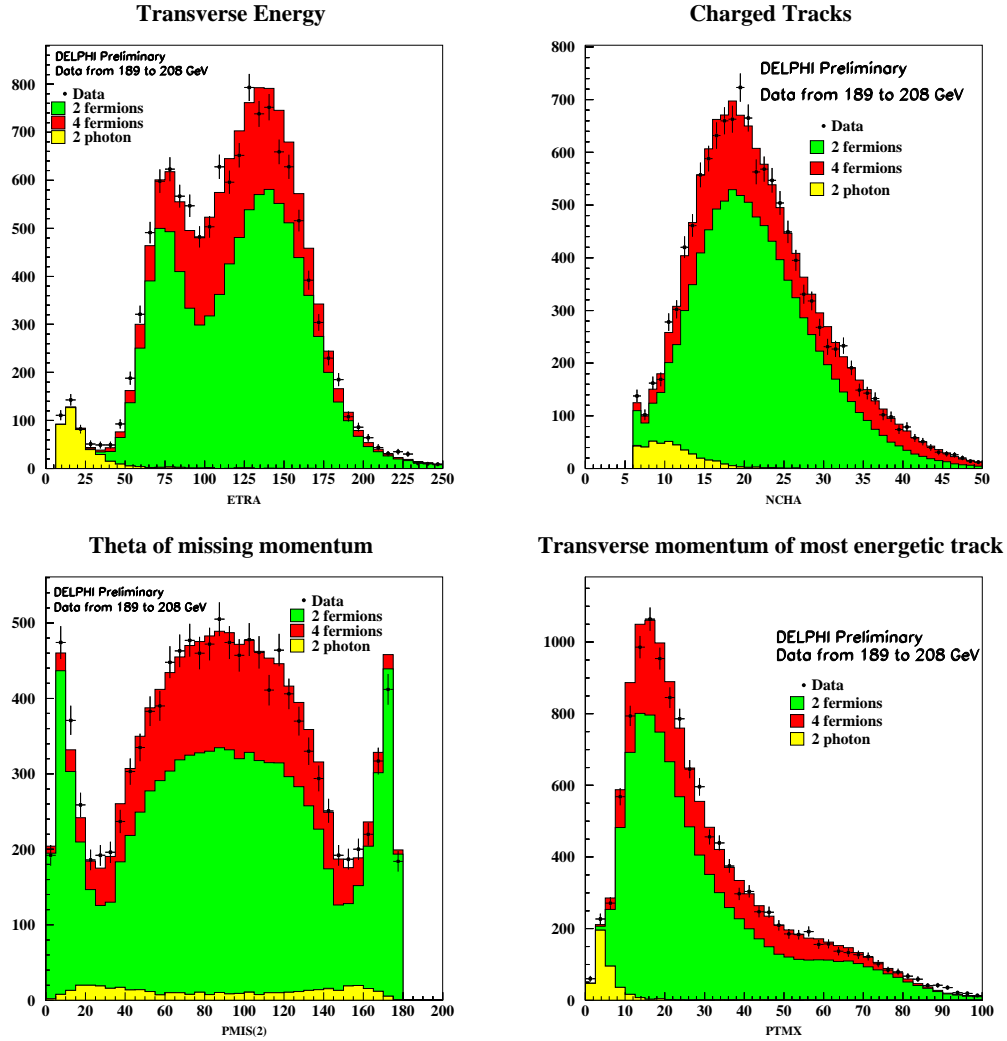 Transverse Energy
DELPHI Preliminary
Data from 189 to 208 GeV
Data
2 fermions
4 fermions
2 photon
800
700
600
500
400
300
200
100
0
0 25 50 75 100 125 150 175 200 225 250
ETRA
Charged Tracks
DELPHI Preliminary
Data from 189 to 208 GeV
Data
2 fermions
4 fermions
2 photon
800
700
600
500
400
300
200
100
0
0 5 10 15 20 25 30 35 40 45 50
NCHA
Theta of missing momentum
DELPHI Preliminary
Data from 189 to 208 GeV
Data
2 fermions
4 fermions
2 photon
500
400
300
200
100
0
0 20 40 60 80 100 120 140 160 180 200
PMIS(2)
Transverse momentum of most energetic track
DELPHI Preliminary
Data from 189 to 208 GeV
Data
2 fermions
4 fermions
2 photon
1000
800
600
400
200
0
0 10 20 30 40 50 60 70 80 90 100
PTMX